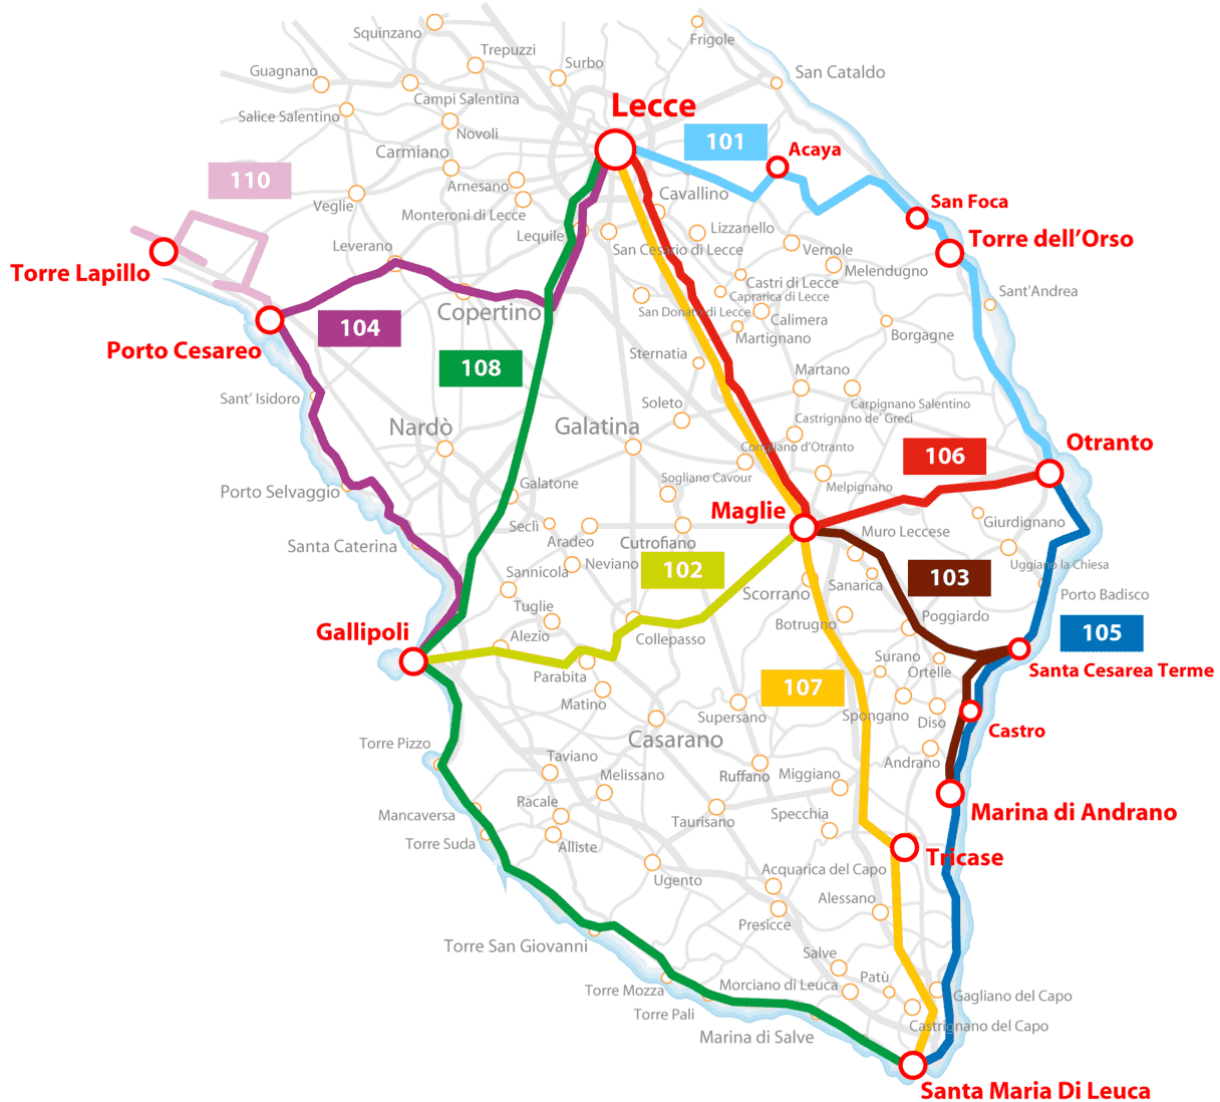 Squinzano
Frigole
Trepuzzi
Surbo
Guagnano
San Cataldo
Campi Salentina
Lecce
Salice Salentino
Novoli
101
Carmiano
Acaya
110
Arnesano
Cavallino
Veglie
San Foca
Monteroni di Lecce
Lizzanello
Lequile
Torre dell'Orso
Leverano
San Cesario di Lecce
Vernole
Torre Lapillo
Melendugno
Castri di Lecce
Sant'Andrea
Caprarica di Lecce
Copertino
San Donato di Lecce
Calimera
104
Borgagne
Martignano
Porto Cesareo
Sternatia
108
Martano
Sant' Isidoro
Soleto
Carpignano Salentino
Castrignano de' Greci
Nardò
Galatina
Otranto
Corigliano d'Otranto
106
Sogliano Cavour
Galatone
Melpignano
Porto Selvaggio
Maglie
Giurdignano
Seclì
Muro Leccese
Aradeo
Cutrofiano
Santa Caterina
Neviano
Uggiano la Chiesa
102
Sannicola
103
Sanarica
Scorrano
Porto Badisco
Tuglie
Poggiardo
Botrugno
Gallipoli
Alezio
Collepasso
105
Surano
Ortelle
Santa Cesarea Terme
Parabita
107
Matino
Supersano
Spongano
Diso
Castro
Torre Pizzo
Casarano
Taviano
Andrano
Melissano
Ruffano
Miggiano
Racale
Mancaversa
Taurisano
Specchia
Marina di Andrano
Torre Suda
Alliste
Tricase
Ugento
Acquarica del Capo
Alessano
Presicce
Torre San Giovanni
Salve
Patù
Torre Mozza
Morciano di Leuca
Gagliano del Capo
Torre Pali
Castrignano del Capo
Marina di Salve
Santa Maria Di Leuca